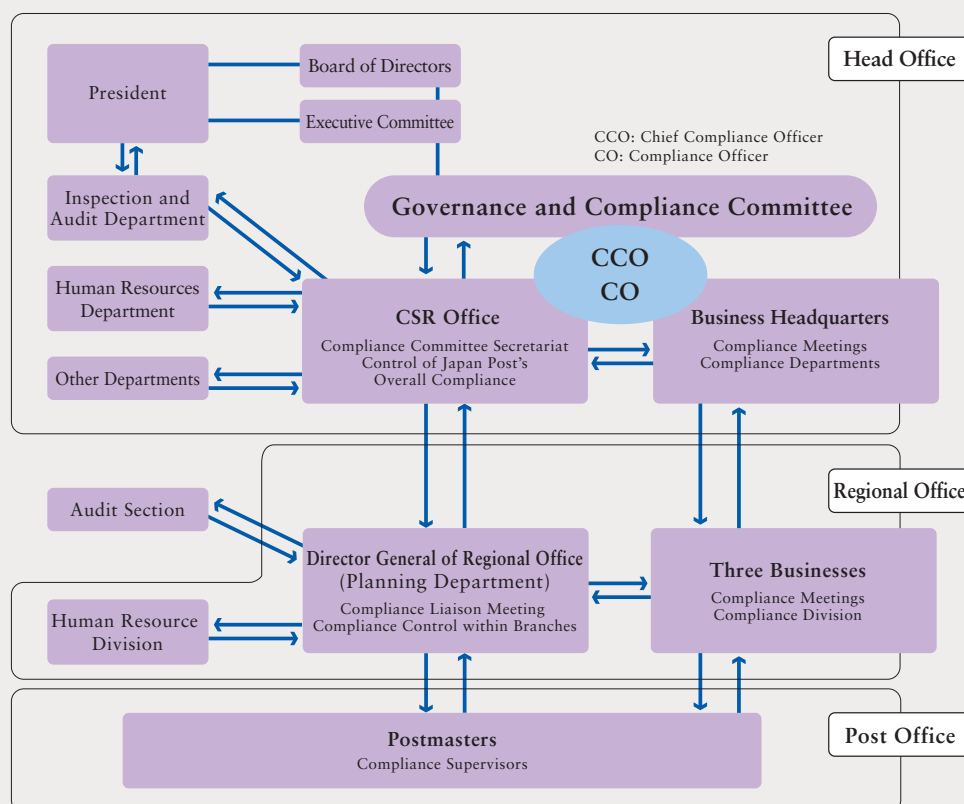 Head Office
President
Board of Directors
Executive Committee
CCO: Chief Compliance Officer
CO: Compliance Officer
Inspection and
Audit Department
Governance and Compliance Committee
CCO
CO
Human Resources
Department
CSR Office
Compliance Committee Secretariat
Control of Japan Post's
Overall Compliance
Business Headquarters
Compliance Meetings
Compliance Departments
Other Departments
Regional Office
Audit Section
Director General of Regional Office
(Planning Department)
Compliance Liaison Meeting
Compliance Control within Branches
Three Businesses
Compliance Meetings
Compliance Division
Human Resource
Division
Post Office
Postmasters
Compliance Supervisors